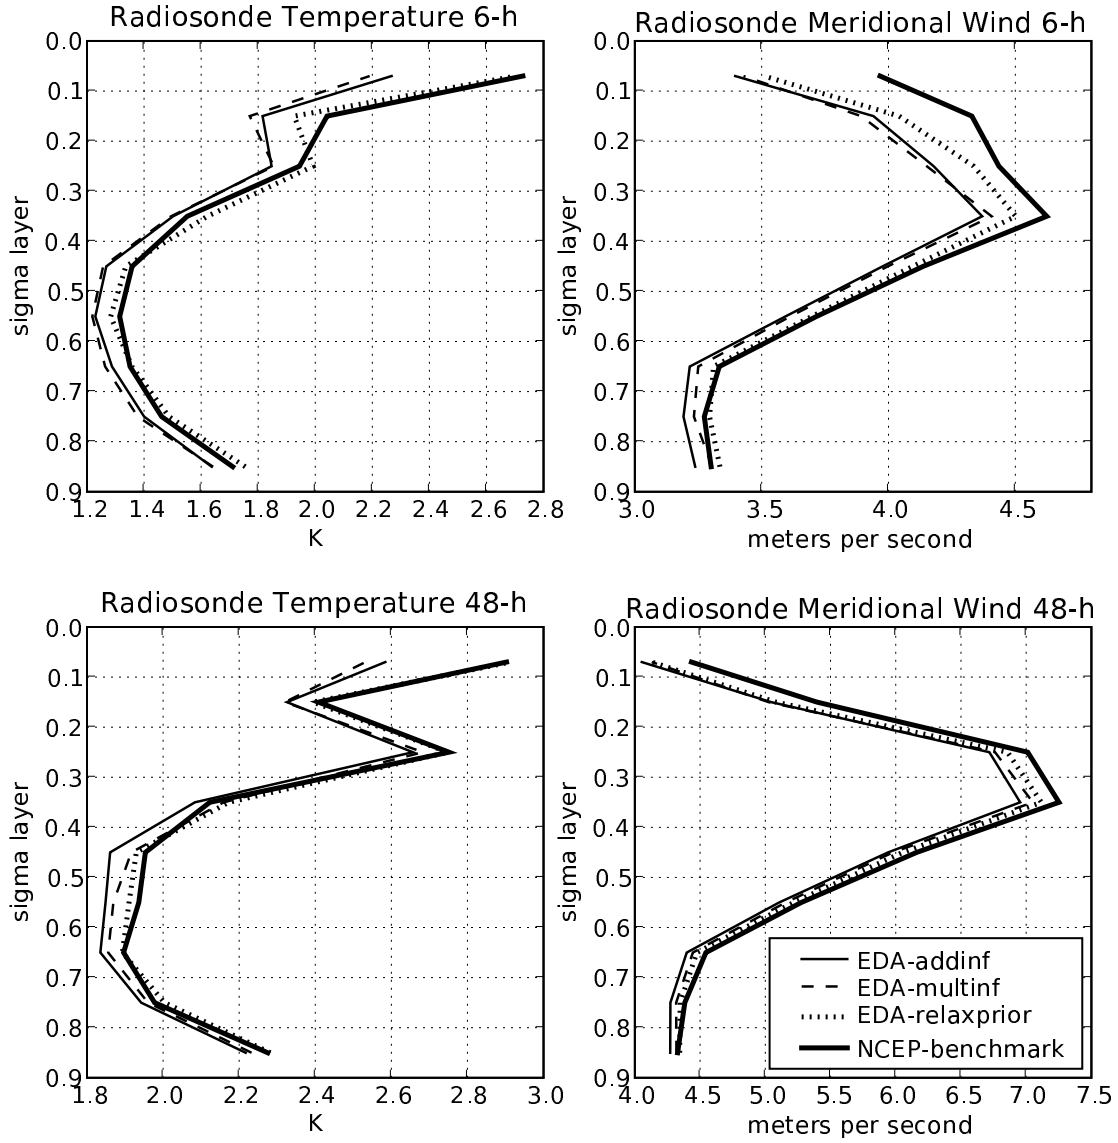 Radiosonde Temperature 6-h
0.0
0.1
0.2
0.3
0.4
0.5
0.6
0.7
0.8
0.9
sigma layer
1.2 1.4 1.6 1.8 2.0 2.2 2.4 2.6 2.8
K
Radiosonde Meridional Wind 6-h
0.0
0.1
0.2
0.3
0.4
0.5
0.6
0.7
0.8
0.9
sigma layer
3.0 3.5 4.0 4.5
meters per second
Radiosonde Temperature 48-h
0.0
0.1
0.2
0.3
0.4
0.5
0.6
0.7
0.8
0.9
sigma layer
1.8 2.0 2.2 2.4 2.6 2.8 3.0
K
Radiosonde Meridional Wind 48-h
0.0
0.1
0.2
0.3
0.4
0.5
0.6
0.7
0.8
0.9
sigma layer
EDA-addinf
EDA-multinf
EDA-relaxprior
NCEP-benchmark
4.0 4.5 5.0 5.5 6.0 6.5 7.0 7.5
meters per second